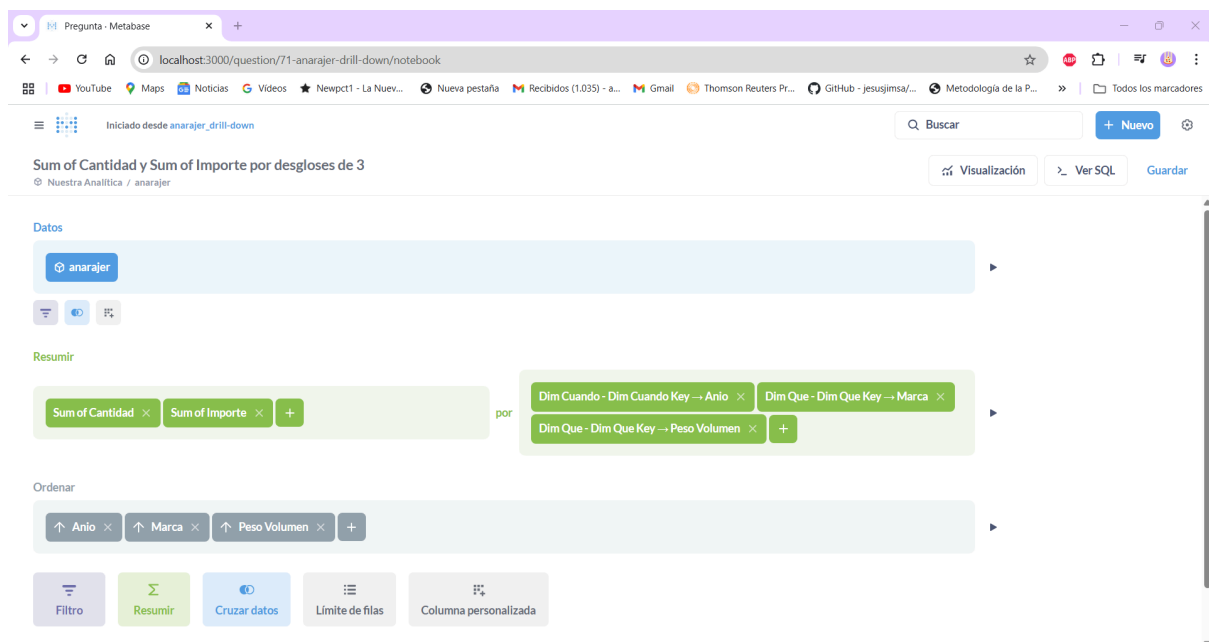 Pregunta · Metabase
localhost:3000/question/71-anarajer-drill-down/notebook
ABP
YouTube Maps Noticias Vídeos Newpct1 - La Nuev... Nueva pestaña Recibidos (1.035) - a... Gmail Thomson Reuters Pr... GitHub - jesusjimsa/... Metodología de la P... » Todos los marcadores
Iniciado desde anarajer_drill-down Buscar + Nuevo
Sum of Cantidad y Sum of Importe por desgloses de 3 Visualización Ver SQL Guardar
Nuestra Analítica / anarajer
Datos
anarajer
Resumir
Dim Cuando - Dim Cuando Key → Anio × Dim Que - Dim Que Key → Marca ×
Sum of Cantidad × Sum of Importe × + por
Dim Que - Dim Que Key → Peso Volumen × +
Ordenar
↑ Anio × ↑ Marca × ↑ Peso Volumen × +
Filtro Resumir Cruzar datos Límite de filas Columna personalizada